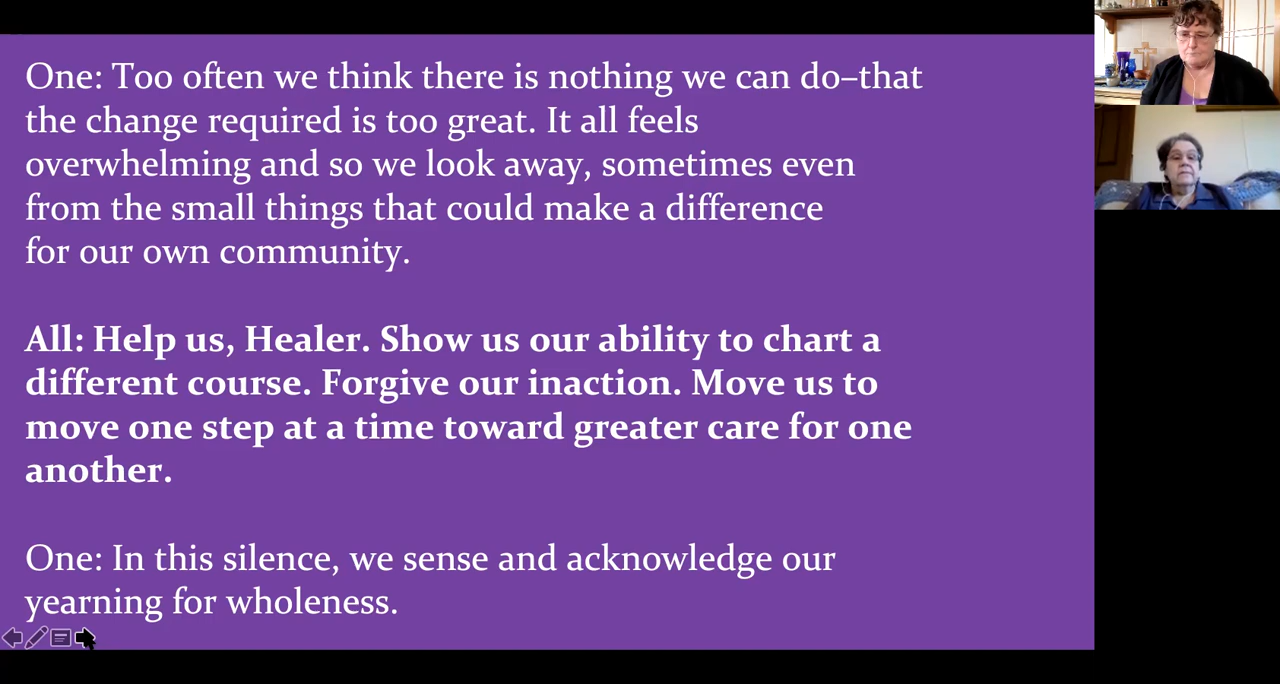 One: Too often we think there is nothing we can do–that
the change required is too great. It all feels
overwhelming and so we look away, sometimes even
from the small things that could make a difference
for our own community.
All: Help us, Healer. Show us our ability to chart a
different course. Forgive our inaction. Move us to
move one step at a time toward greater care for one
another.
One: In this silence, we sense and acknowledge our
yearning for wholeness.